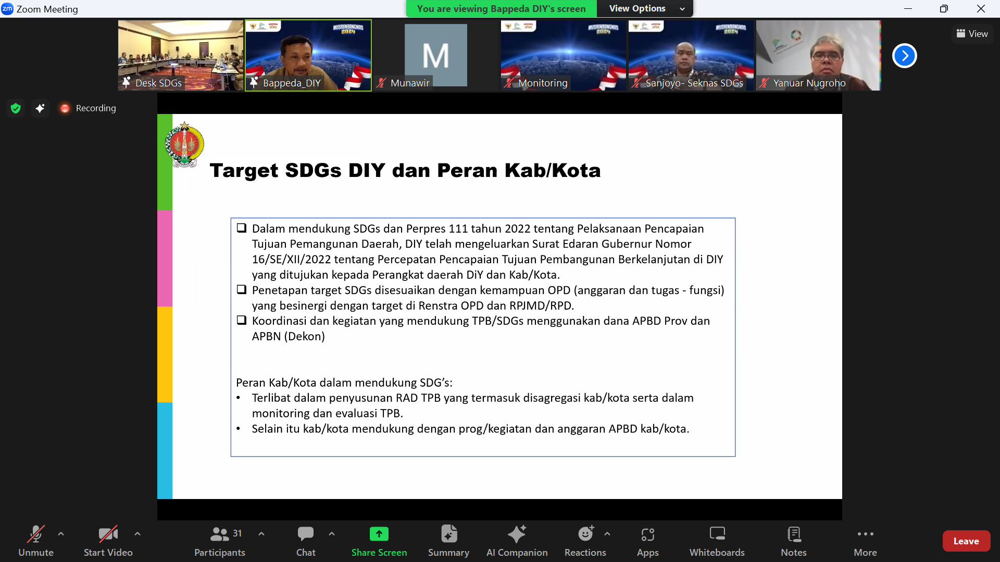 zm Zoom Meeting
You are viewing Bappeda DIY's screen
View Options
MUSRENBANGNAS 2024
MUSRENBANGNAS 2024
MUSRENBANGNAS 2024
M
View
Desk SDGs
Bappeda_DIY
Munawir
Monitoring
Sanjoyo- Seknas SDGs
Yanuar Nugroho
Recording
Target SDGs DIY dan Peran Kab/Kota
❑ Dalam mendukung SDGs dan Perpres 111 tahun 2022 tentang Pelaksanaan Pencapaian
Tujuan Pemangunan Daerah, DIY telah mengeluarkan Surat Edaran Gubernur Nomor
16/SE/XII/2022 tentang Percepatan Pencapaian Tujuan Pembangunan Berkelanjutan di DIY
yang ditujukan kepada Perangkat daerah DiY dan Kab/Kota.
❑ Penetapan target SDGs disesuaikan dengan kemampuan OPD (anggaran dan tugas - fungsi)
yang besinergi dengan target di Renstra OPD dan RPJMD/RPD.
❑ Koordinasi dan kegiatan yang mendukung TPB/SDGs menggunakan dana APBD Prov dan
APBN (Dekon)
Peran Kab/Kota dalam mendukung SDG’s:
• Terlibat dalam penyusunan RAD TPB yang termasuk disagregasi kab/kota serta dalam
monitoring dan evaluasi TPB.
• Selain itu kab/kota mendukung dengan prog/kegiatan dan anggaran APBD kab/kota.
31
Unmute
Start Video
Participants
Chat
Share Screen
Summary
AI Companion
Reactions
Apps
Whiteboards
Notes
More
Leave